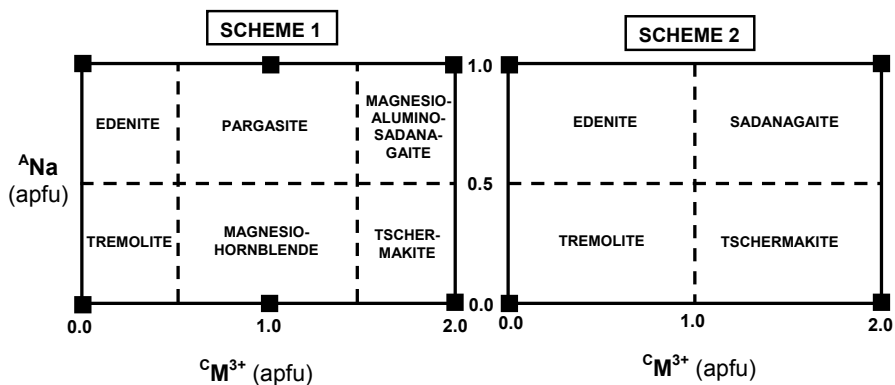 SCHEME 1
SCHEME 2
EDENITE
PARGASITE
MAGNESIO-
ALUMINO-
SADANA-
GAITE
TREMOLITE
MAGNESIO-
HORNBLENDE
TSCHER-
MAKITE
ᴬNa
(apfu)
0.0
1.0
2.0
ᶜM³⁺ (apfu)
1.0
0.5
0.0
EDENITE
SADANAGAITE
TREMOLITE
TSCHERMAKITE
0.0
1.0
2.0
ᶜM³⁺ (apfu)